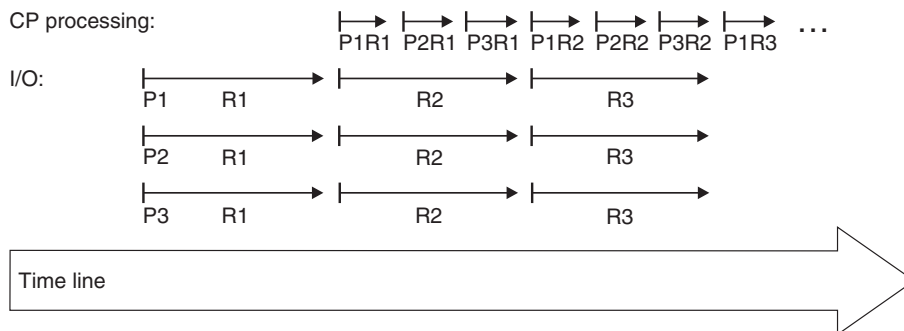 CP processing:
P1R1 P2R1 P3R1 P1R2 P2R2 P3R2 P1R3 ...
I/O:
P1 R1 R2 R3
P2 R1 R2 R3
P3 R1 R2 R3
Time line